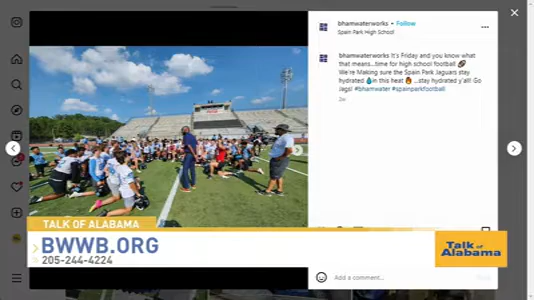 bhamwaterworks • Follow
Spain Park High School
bhamwaterworks It's Friday and you know what
that means...time for high school football 🏈
We're Making sure the Spain Park Jaguars stay
hydrated 💧in this heat 🔥 ...stay hydrated y'all! Go
Jags! #bhamwater #spainparkfootball
2w
TALK OF ALABAMA
BWWB.ORG
205-244-4224
Talk of
Alabama
Add a comment...